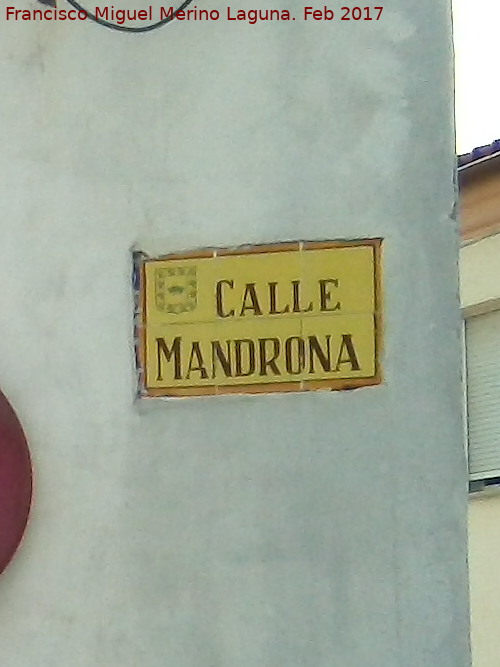 Francisco Miguel Merino Laguna. Feb 2017
CALLE
MANDRONA